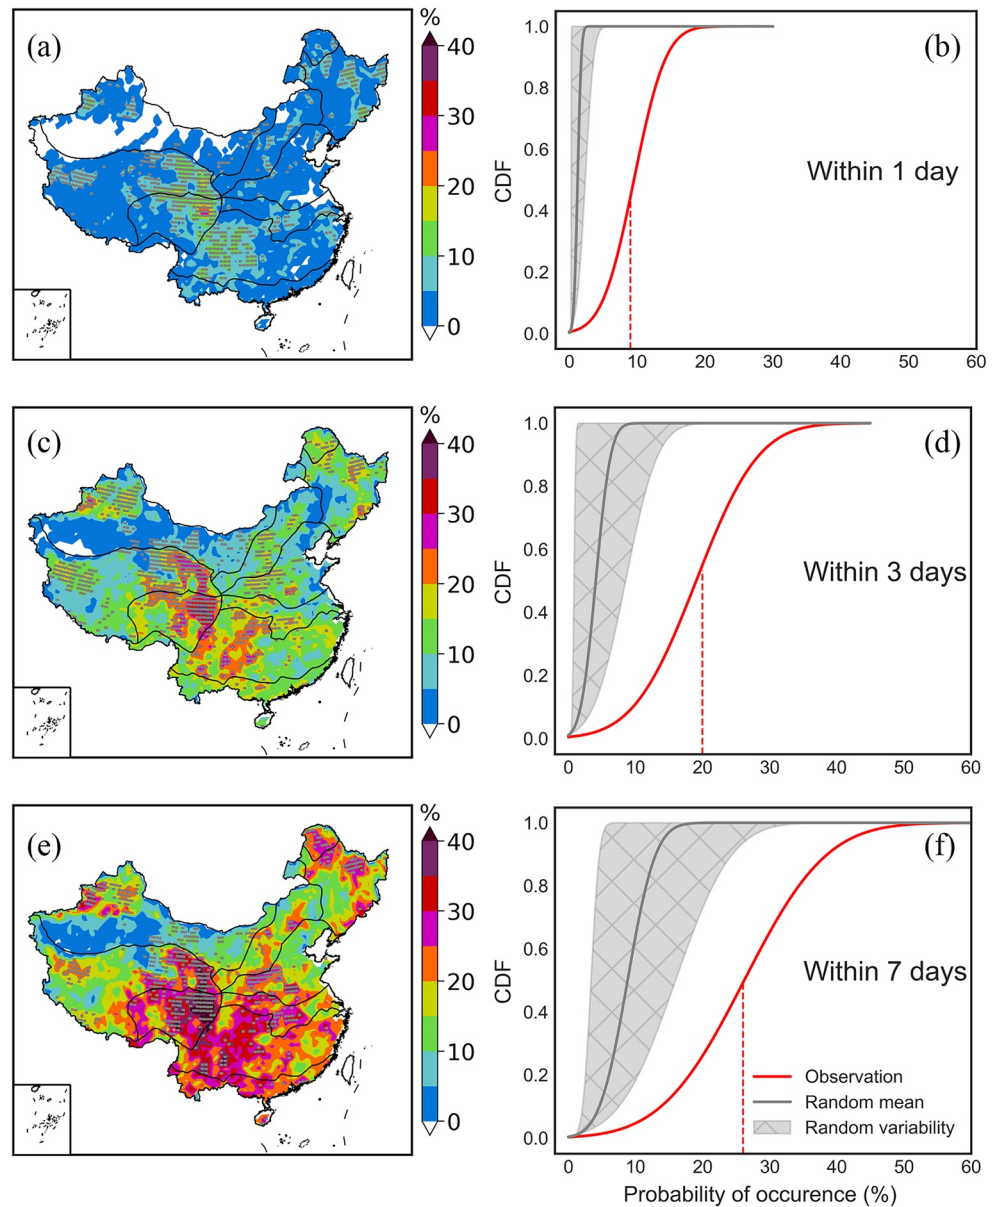 (a)
%
40
30
20
10
0
(b)
CDF
1.0
0.8
0.6
0.4
0.2
0.0
Within 1 day
0 10 20 30 40 50 60
(c)
%
40
30
20
10
0
(d)
CDF
1.0
0.8
0.6
0.4
0.2
0.0
Within 3 days
0 10 20 30 40 50 60
(e)
%
40
30
20
10
0
(f)
CDF
1.0
0.8
0.6
0.4
0.2
0.0
Within 7 days
Observation
Random mean
Random variability
0 10 20 30 40 50 60
Probability of occurence (%)